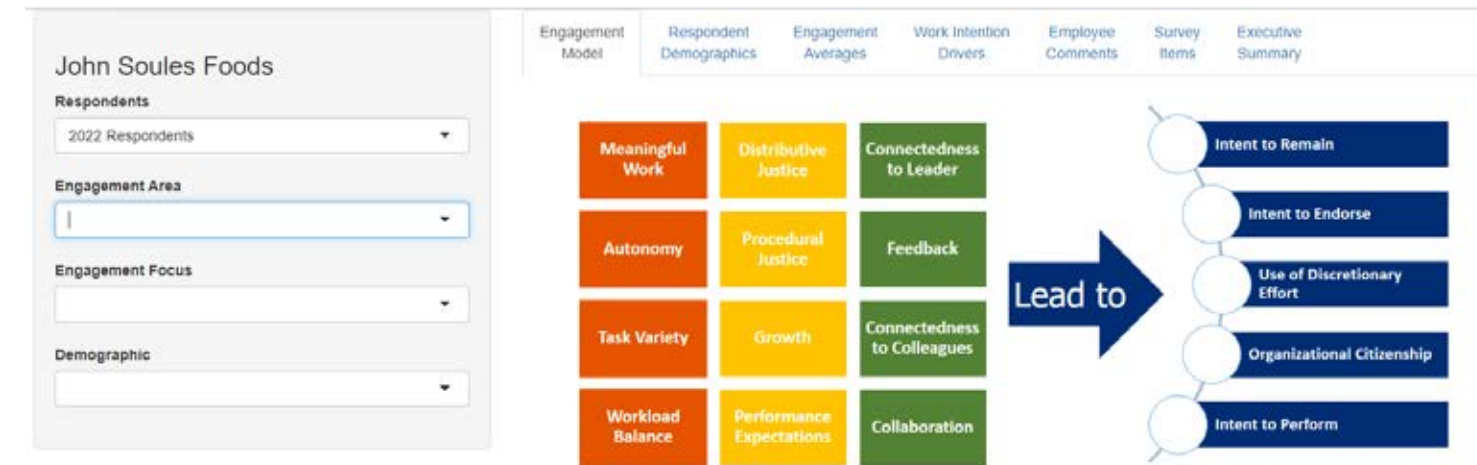 John Soules Foods
Respondents
2022 Respondents
Engagement Area
Engagement Focus
Demographic
Engagement
Model
Respondent
Demographics
Engagement
Averages
Work Intention
Drivers
Employee
Comments
Survey
Items
Executive
Summary
Meaningful
Work
Distributive
Justice
Connectedness
to Leader
Autonomy
Procedural
Justice
Feedback
Task Variety
Growth
Connectedness
to Colleagues
Workload
Balance
Performance
Expectations
Collaboration
Lead to
Intent to Remain
Intent to Endorse
Use of Discretionary
Effort
Organizational Citizenship
Intent to Perform